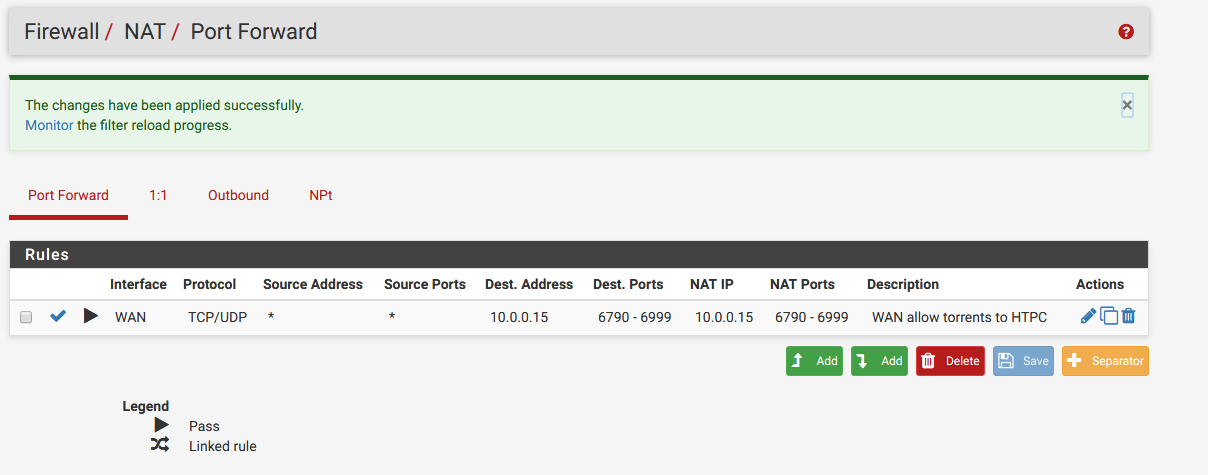 Firewall / NAT / Port Forward
The changes have been applied successfully.
Monitor the filter reload progress.
Port Forward 1:1 Outbound NPt
Rules
Interface Protocol Source Address Source Ports Dest. Address Dest. Ports NAT IP NAT Ports Description Actions
WAN TCP/UDP * * 10.0.0.15 6790 - 6999 10.0.0.15 6790 - 6999 WAN allow torrents to HTPC
Add Add Delete Save Separator
Legend
Pass
Linked rule